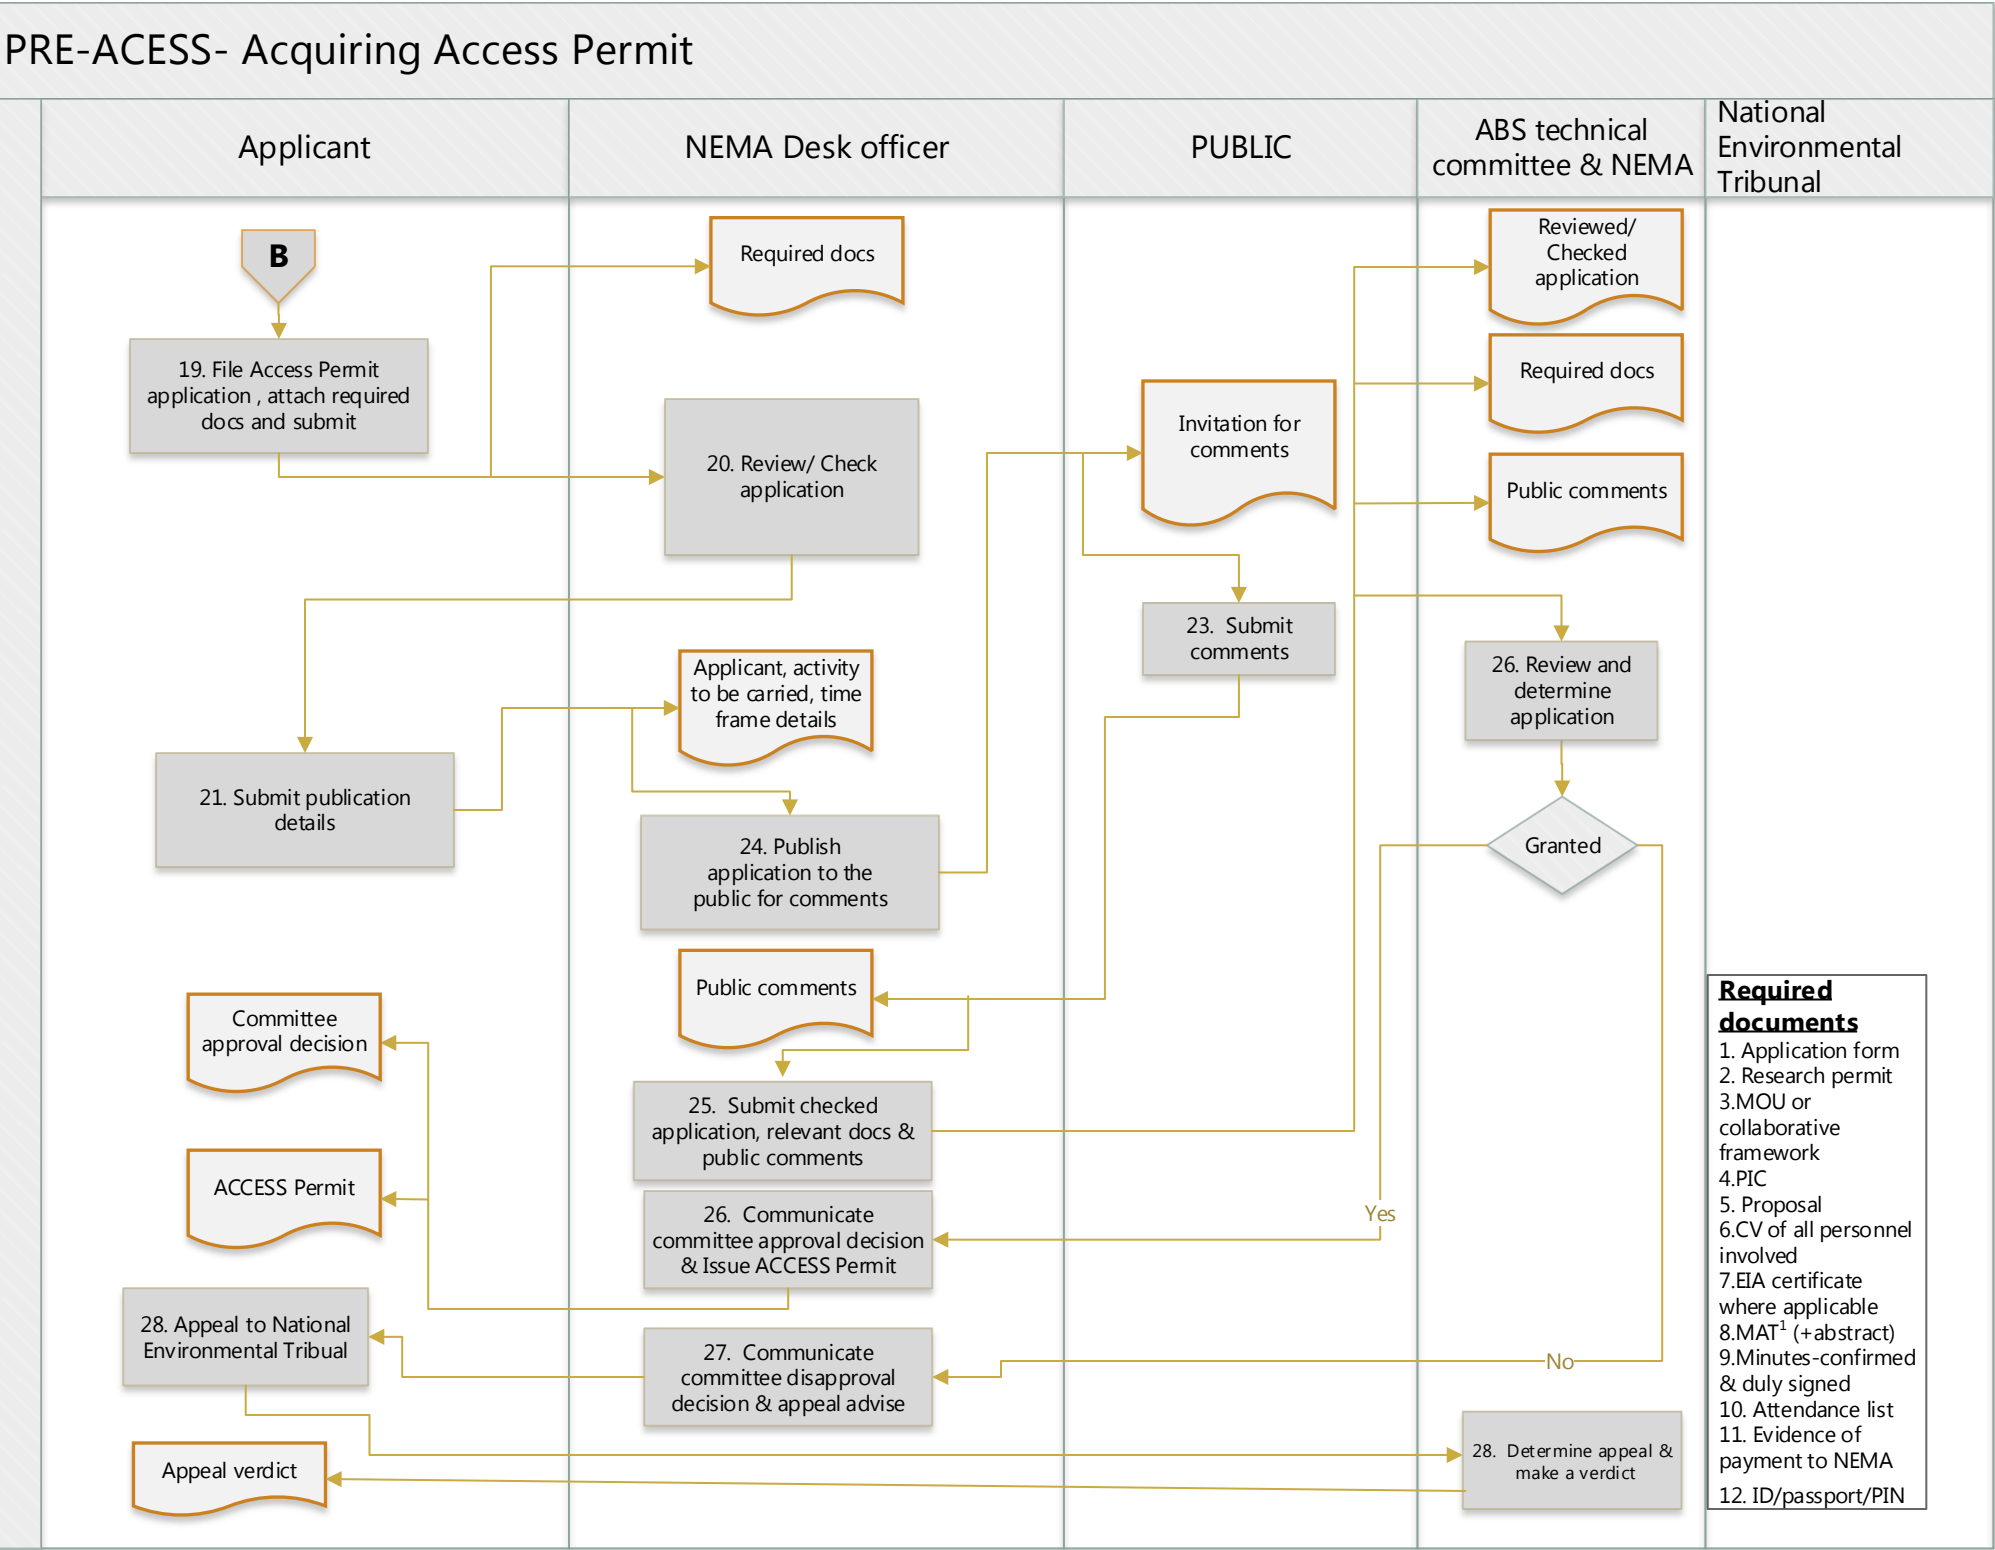 PRE-ACESS- Acquiring Access Permit
Applicant
NEMA Desk officer
PUBLIC
ABS technical
committee & NEMA
National
Environmental
Tribunal
B
19. File Access Permit
application , attach required
docs and submit
Required docs
20. Review/ Check
application
Invitation for
comments
Reviewed/
Checked
application
Required docs
Public comments
21. Submit publication
details
Applicant, activity
to be carried, time
frame details
23. Submit
comments
26. Review and
determine
application
24. Publish
application to the
public for comments
Granted
Public comments
Committee
approval decision
25. Submit checked
application, relevant docs &
public comments
ACCESS Permit
26. Communicate
committee approval decision
& Issue ACCESS Permit
Yes
28. Appeal to National
Environmental Tribual
27. Communicate
committee disapproval
decision & appeal advise
No
Appeal verdict
28. Determine appeal &
make a verdict
Required
documents
1. Application form
2. Research permit
3.MOU or
collaborative
framework
4.PIC
5. Proposal
6.CV of all personnel
involved
7.EIA certificate
where applicable
8.MAT¹ (+abstract)
9.Minutes-confirmed
& duly signed
10. Attendance list
11. Evidence of
payment to NEMA
12. ID/passport/PIN